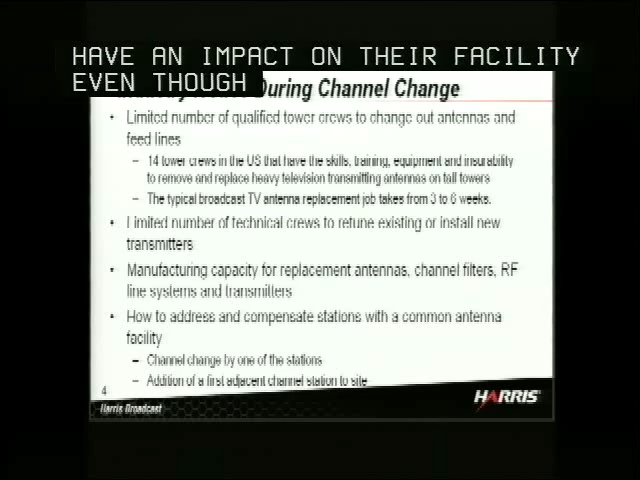 HAVE AN IMPACT ON THEIR FACILITY
EVEN THOUGH
During Channel Change
• Limited number of qualified tower crews to change out antennas and
feed lines
– 14 tower crews in the US that have the skills, training, equipment and insurability
to remove and replace heavy television transmitting antennas on tall towers
– The typical broadcast TV antenna replacement job takes from 3 to 6 weeks.
• Limited number of technical crews to retune existing or install new
transmitters
• Manufacturing capacity for replacement antennas, channel filters, RF
line systems and transmitters
• How to address and compensate stations with a common antenna
facility
– Channel change by one of the stations
– Addition of a first adjacent channel station to site
4
Harris Broadcast
HARRIS